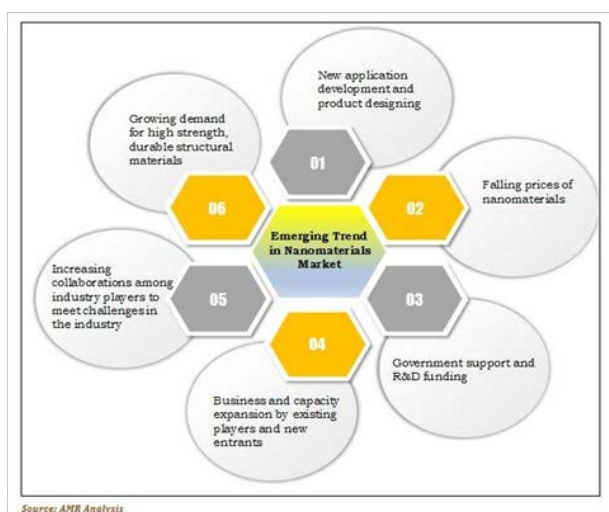 New application
development and
product designing
01
Falling prices of
nanomaterials
02
Government support and
R&D funding
03
Business and capacity
expansion by existing
players and new
entrants
04
Increasing
collaborations among
industry players to
meet challenges in
the industry
05
Growing demand
for high strength,
durable structural
materials
06
Emerging Trend
in Nanomaterials
Market
Source: AMR Analysis